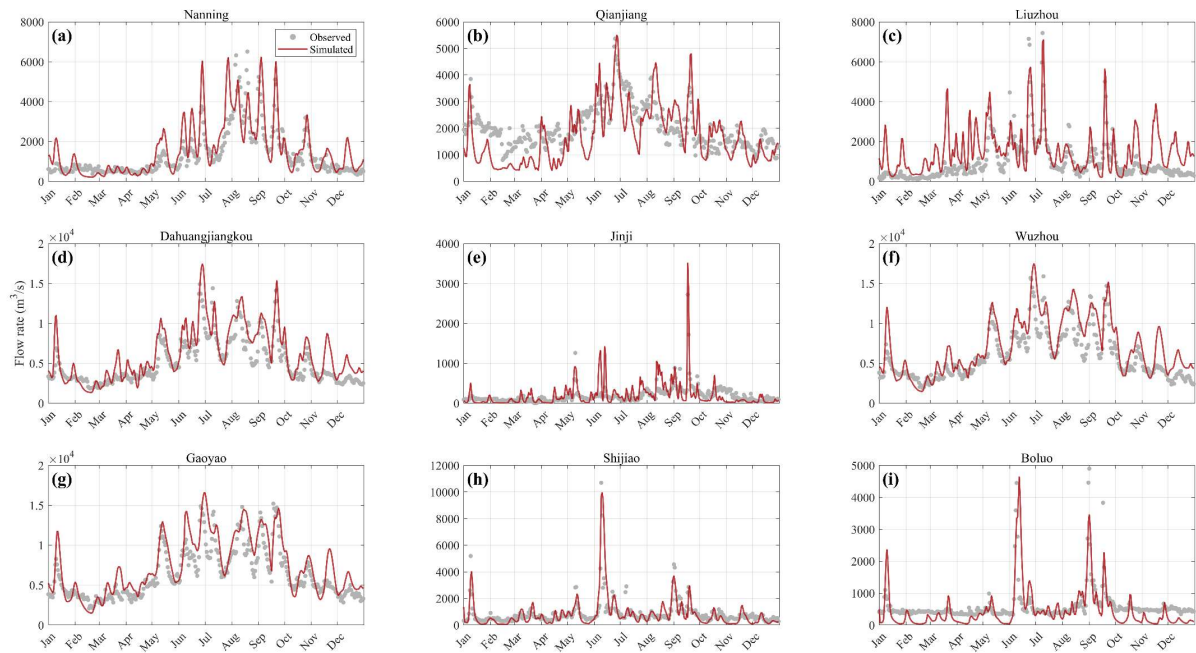 Nanning
(a)
Observed
Simulated
8000
6000
4000
2000
0
Jan Feb Mar Apr May Jun Jul Aug Sep Oct Nov Dec
Qianjiang
(b)
6000
5000
4000
3000
2000
1000
0
Jan Feb Mar Apr May Jun Jul Aug Sep Oct Nov Dec
Liuzhou
(c)
8000
6000
4000
2000
0
Jan Feb Mar Apr May Jun Jul Aug Sep Oct Nov Dec
Dahuangjiangkou
×10⁴
(d)
Flow rate (m³/s)
2
1.5
1
0.5
0
Jan Feb Mar Apr May Jun Jul Aug Sep Oct Nov Dec
Jinji
(e)
4000
3000
2000
1000
0
Jan Feb Mar Apr May Jun Jul Aug Sep Oct Nov Dec
Wuzhou
×10⁴
(f)
2
1.5
1
0.5
0
Jan Feb Mar Apr May Jun Jul Aug Sep Oct Nov Dec
Gaoyao
×10⁴
(g)
2
1.5
1
0.5
0
Jan Feb Mar Apr May Jun Jul Aug Sep Oct Nov Dec
Shijiao
(h)
12000
10000
8000
6000
4000
2000
0
Jan Feb Mar Apr May Jun Jul Aug Sep Oct Nov Dec
Boluo
(i)
5000
4000
3000
2000
1000
0
Jan Feb Mar Apr May Jun Jul Aug Sep Oct Nov Dec